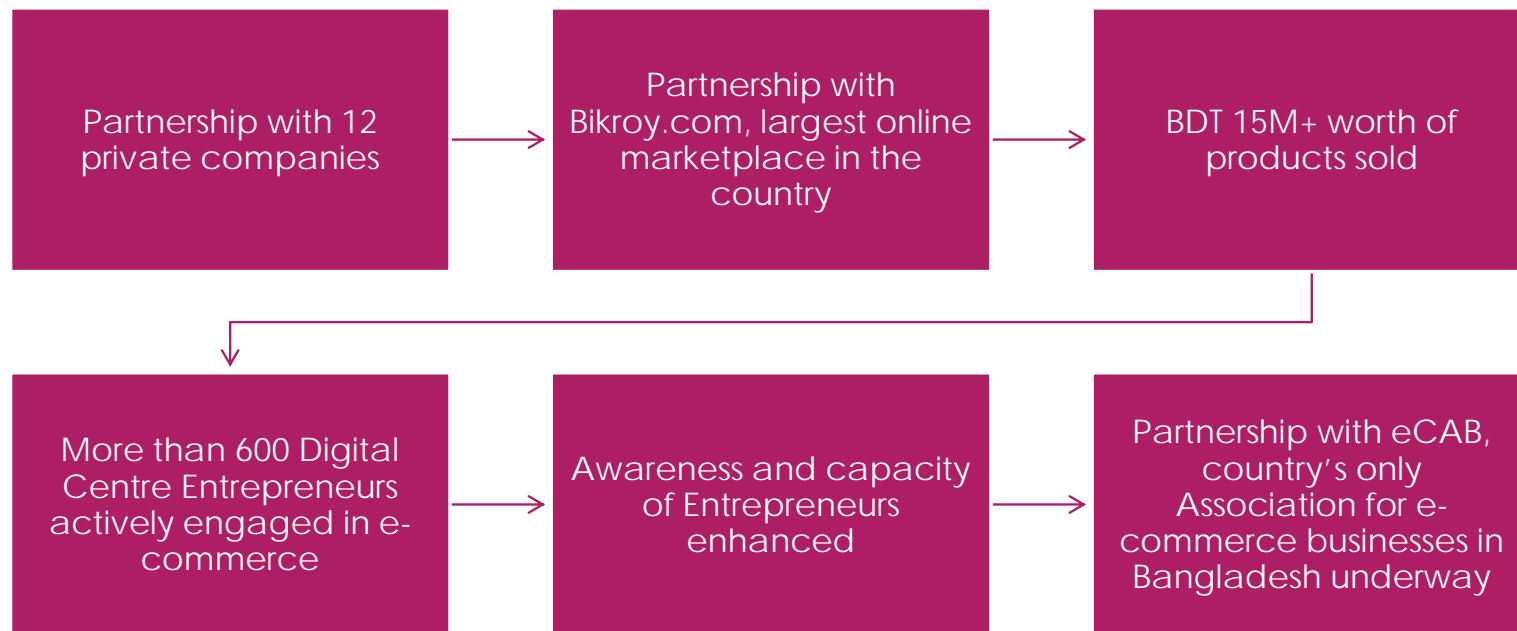 Partnership with 12
private companies
Partnership with
Bikroy.com, largest online
marketplace in the
country
BDT 15M+ worth of
products sold
More than 600 Digital
Centre Entrepreneurs
actively engaged in e-
commerce
Awareness and capacity
of Entrepreneurs
enhanced
Partnership with eCAB,
country’s only
Association for e-
commerce businesses in
Bangladesh underway